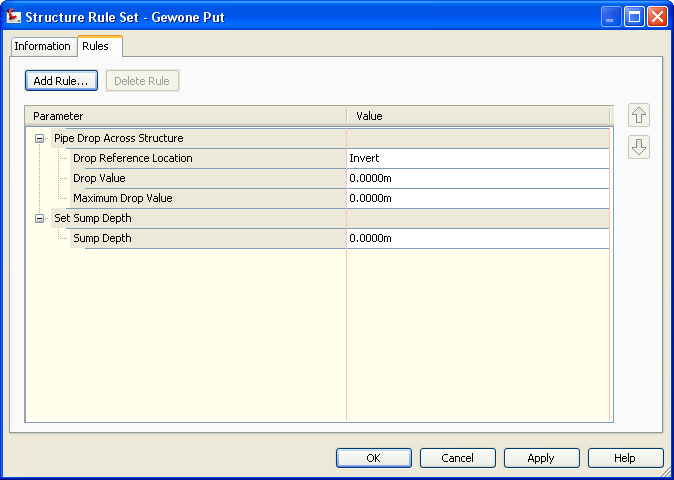 Structure Rule Set - Gewone Put
Information Rules
Add Rule... Delete Rule
Parameter Value
Pipe Drop Across Structure
Drop Reference Location Invert
Drop Value 0.0000m
Maximum Drop Value 0.0000m
Set Sump Depth
Sump Depth 0.0000m
OK Cancel Apply Help